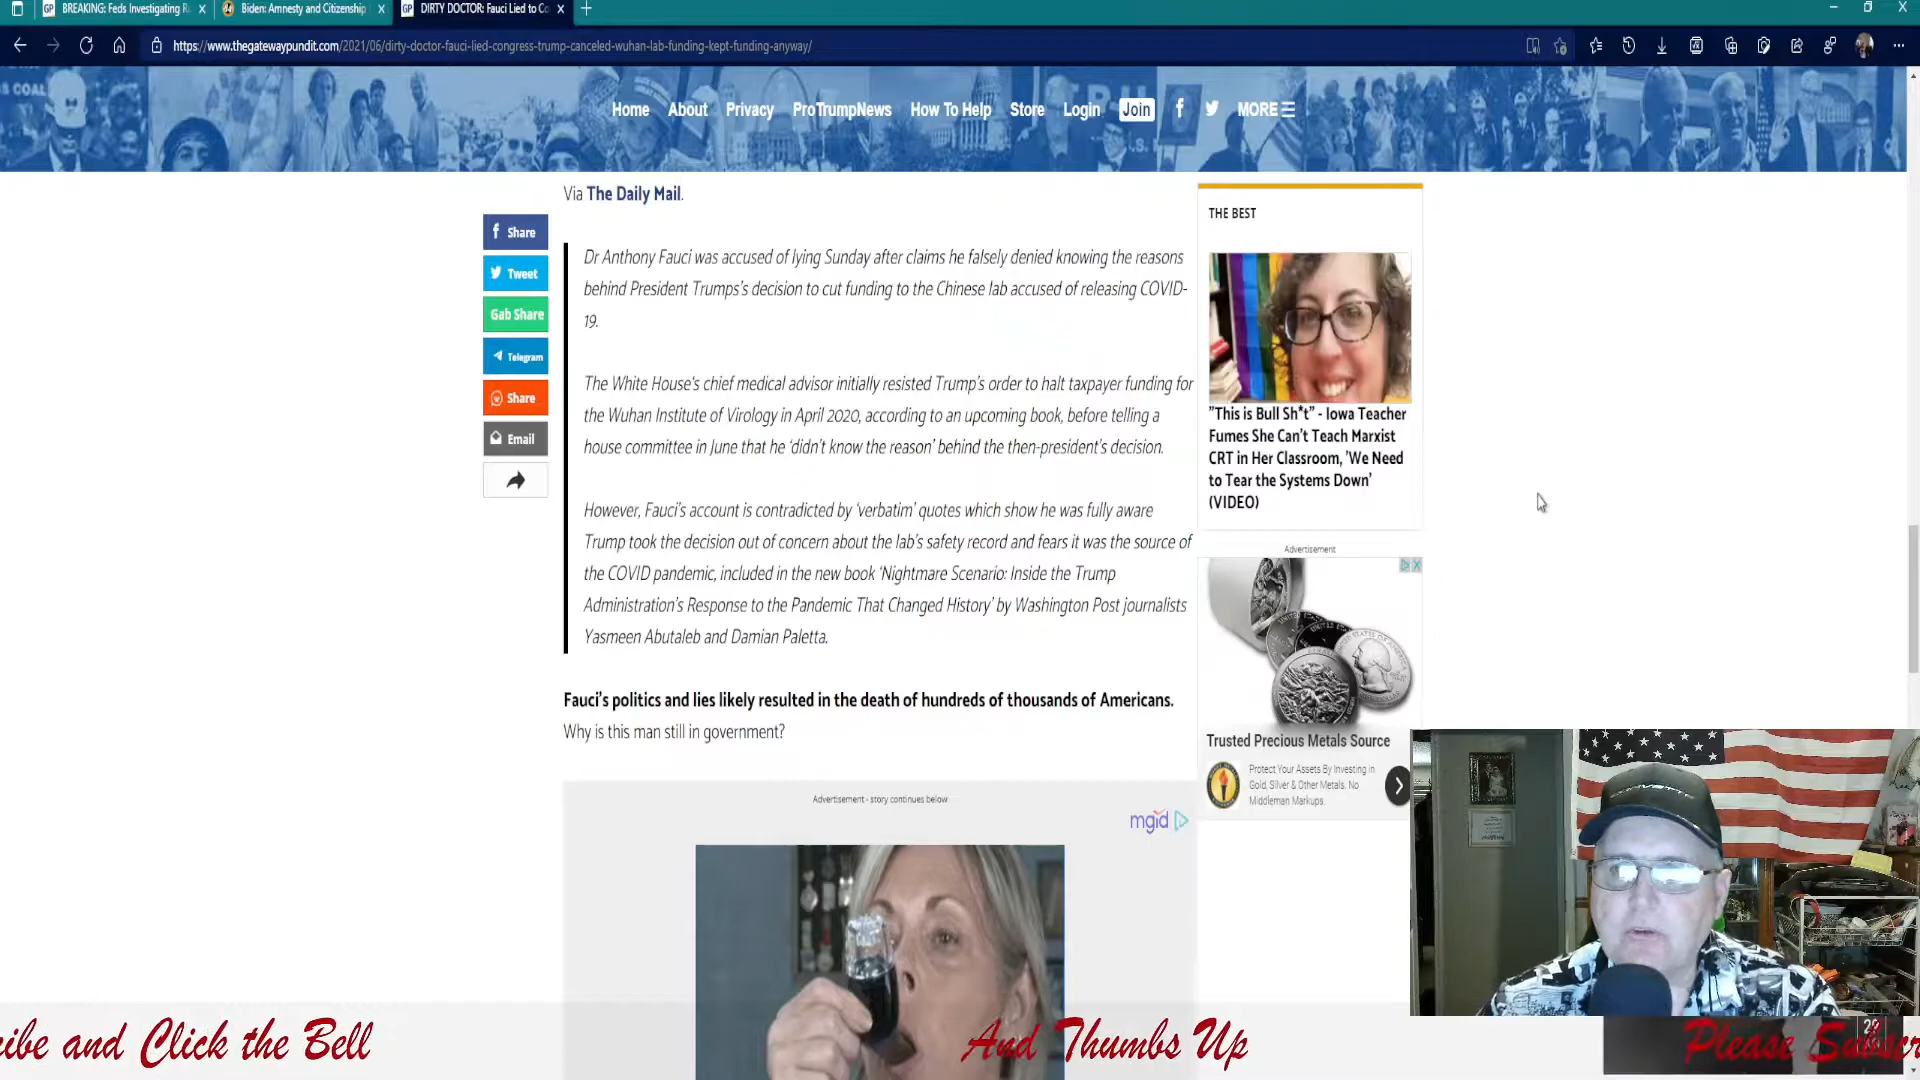 BREAKING: Feds Investigating R
Biden: Amnesty and Citizenship
DIRTY DOCTOR: Fauci Lied to Co
https://www.thegatewaypundit.com/2021/06/dirty-doctor-fauci-lied-congress-trump-canceled-wuhan-lab-funding-kept-funding-anyway/
Home About Privacy ProTrumpNews How To Help Store Login Join MORE
Via The Daily Mail.
Share
Tweet
Gab Share
Telegram
Share
Email
Dr Anthony Fauci was accused of lying Sunday after claims he falsely denied knowing the reasons
behind President Trumps's decision to cut funding to the Chinese lab accused of releasing COVID-
19.
The White House's chief medical advisor initially resisted Trump's order to halt taxpayer funding for
the Wuhan Institute of Virology in April 2020, according to an upcoming book, before telling a
house committee in June that he 'didn't know the reason' behind the then-president's decision.
However, Fauci's account is contradicted by 'verbatim' quotes which show he was fully aware
Trump took the decision out of concern about the lab's safety record and fears it was the source of
the COVID pandemic, included in the new book 'Nightmare Scenario: Inside the Trump
Administration's Response to the Pandemic That Changed History' by Washington Post journalists
Yasmeen Abutaleb and Damian Paletta.
Fauci's politics and lies likely resulted in the death of hundreds of thousands of Americans.
Why is this man still in government?
Advertisement - story continues below
mgid
THE BEST
"This is Bull Sh*t" - Iowa Teacher
Fumes She Can't Teach Marxist
CRT in Her Classroom, 'We Need
to Tear the Systems Down'
(VIDEO)
Advertisement
Trusted Precious Metals Source
Protect Your Assets By Investing in
Gold, Silver & Other Metals. No
Middleman Markups.
ibe and Click the Bell
And Thumbs Up
Please Subscr